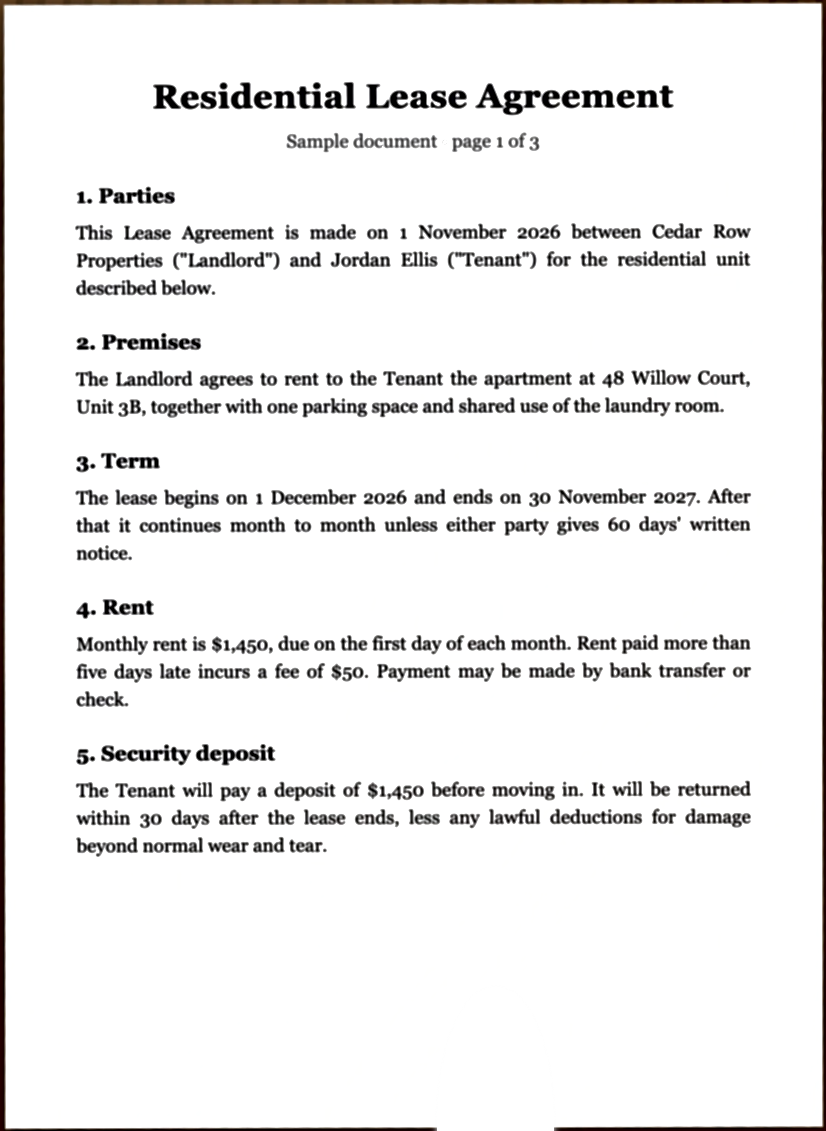 Residential Lease Agreement
Sample document page 1 of 3
1. Parties
This Lease Agreement is made on 1 November 2026 between Cedar Row
Properties ("Landlord") and Jordan Ellis ("Tenant") for the residential unit
described below.
2. Premises
The Landlord agrees to rent to the Tenant the apartment at 48 Willow Court,
Unit 3B, together with one parking space and shared use of the laundry room.
3. Term
The lease begins on 1 December 2026 and ends on 30 November 2027. After
that it continues month to month unless either party gives 60 days' written
notice.
4. Rent
Monthly rent is $1,450, due on the first day of each month. Rent paid more than
five days late incurs a fee of $50. Payment may be made by bank transfer or
check.
5. Security deposit
The Tenant will pay a deposit of $1,450 before moving in. It will be returned
within 30 days after the lease ends, less any lawful deductions for damage
beyond normal wear and tear.